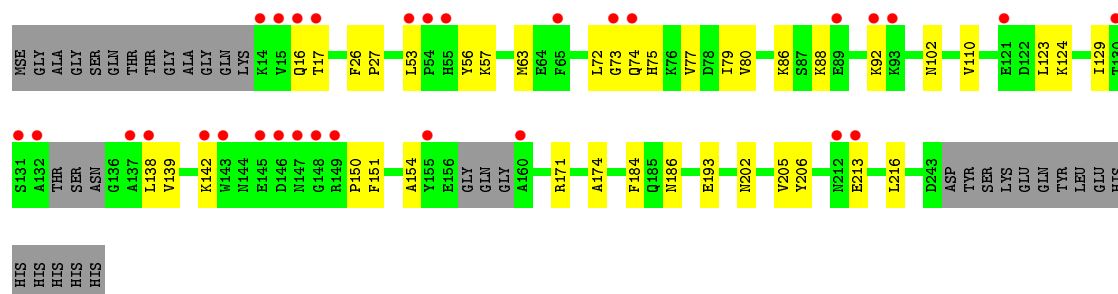 MSE GLY ALA GLY SER GLN THR THR GLY ALA GLY GLN LYS K14 V15 Q16 T17 F26 P27 L53 P54 H55 Y56 K57 M63 E64 F65 L72 G73 Q74 H75 K76 V77 D78 I79 V80 K86 S87 K88 E89 K92 K93 N102 V110 E121 D122 L123 K124 I129 T130
S131 A132 THR SER ASN G136 A137 L138 V139 K142 W143 N144 E145 D146 N147 G148 R149 P150 F151 A154 Y155 E156 GLY GLN GLY A160 R171 A174 F184 Q185 N186 E193 N202 V205 Y206 N212 E213 L216 D243 ASP TYR SER LYS GLU GLN TYR LEU GLU HIS
HIS HIS HIS HIS HIS